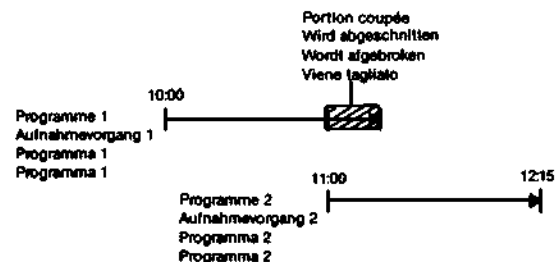 Portion coupée
Wird abgeschnitten
Wordt afgebroken
Viene tagliato
10:00
Programme 1
Aufnahmevorgang 1
Programma 1
Programma 1
11:00
12:15
Programme 2
Aufnahmevorgang 2
Programma 2
Programma 2